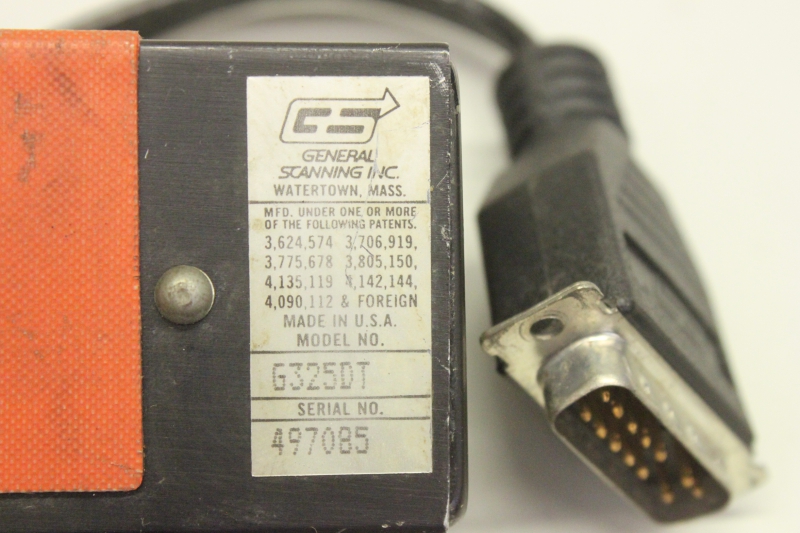 GS
GENERAL
SCANNING INC.
WATERTOWN, MASS.
MFD. UNDER ONE OR MORE
OF THE FOLLOWING PATENTS.
3,624,574 3,706,919,
3,775,678 3,805,150,
4,135,119 4,142,144,
4,090,112 & FOREIGN
MADE IN U.S.A.
MODEL NO.
G325DT
SERIAL NO.
497085